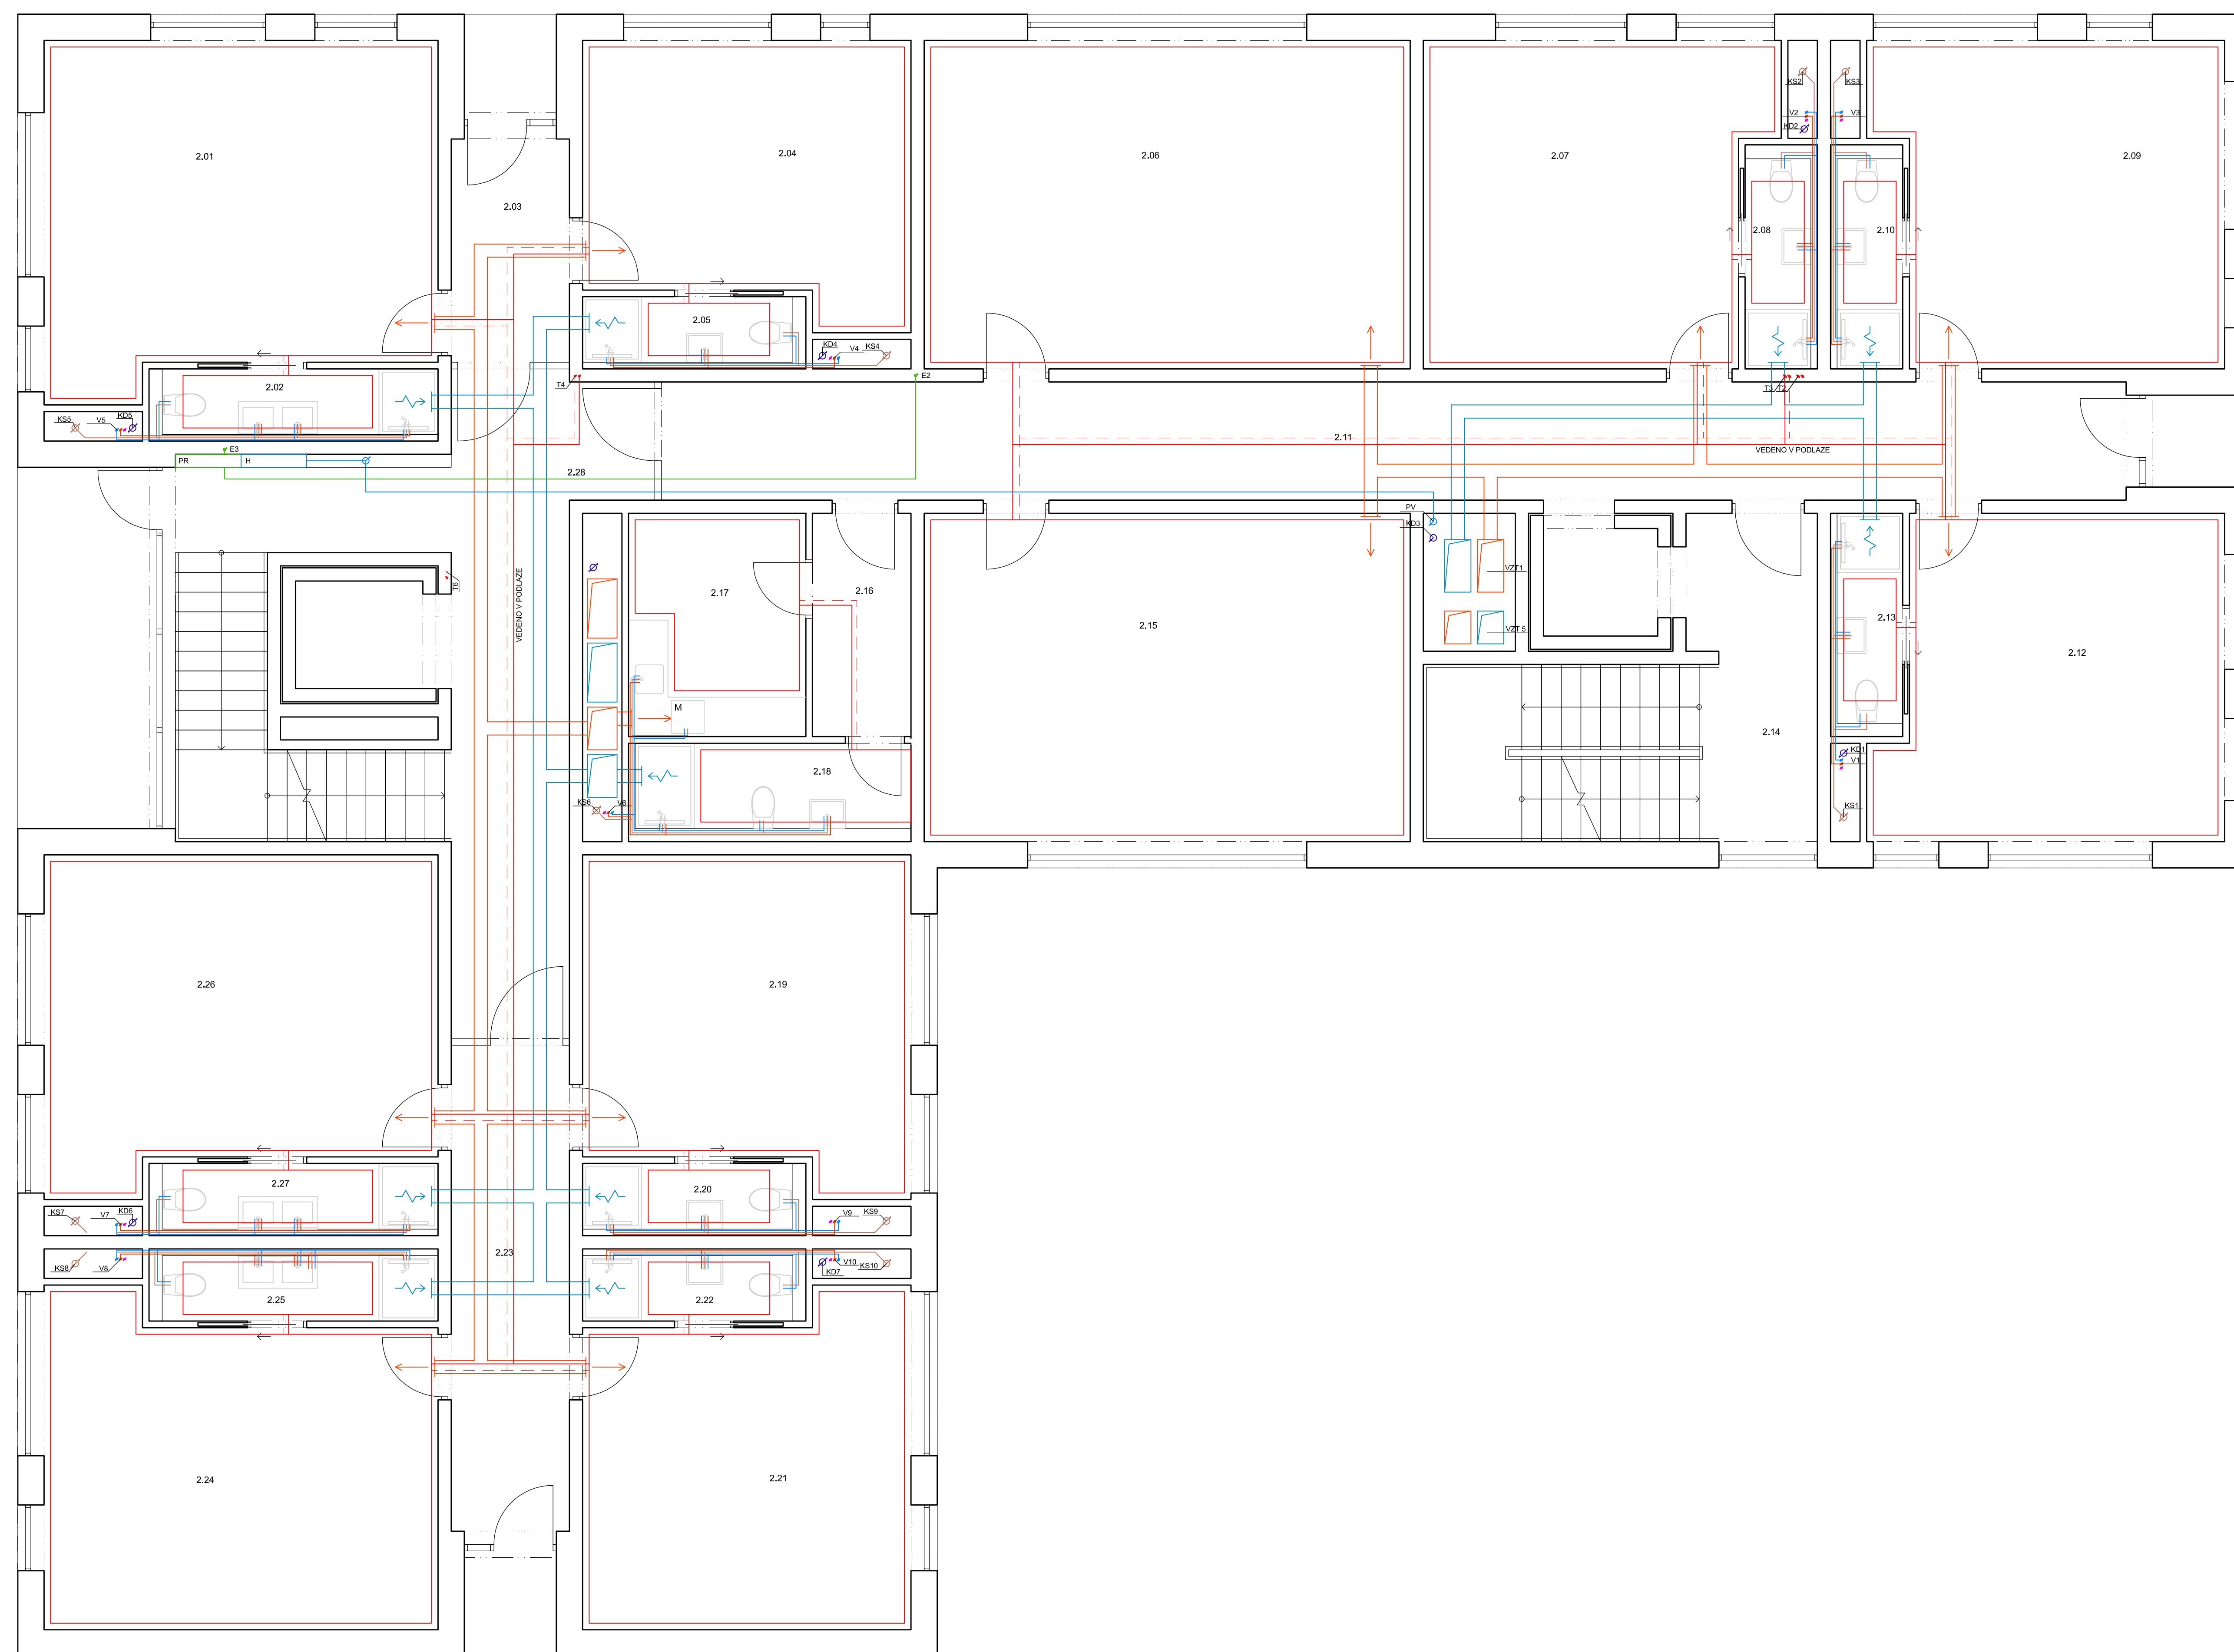 KS2
KS3
V2
V3
KD2
2.01
2.04
2.06
2.07
2.09
2.03
2.08
2.10
2.05
KD4
V4
KS4
2.02
T4
E2
T3
T2
KS5
V5
KD5
2.11
VEDENO V PODLAZE
E3
PR
H
2.28
PV
KD3
VEDENO V PODLAZE
T6
2.17
2.16
VZT1
2.15
VZT 5
2.13
2.12
M
2.14
2.18
KD1
V1
KS6
V6
KS1
2.26
2.19
2.27
2.20
KS7
V7
KD6
V9
KS9
2.23
KS8
V8
V10
KS10
KD7
2.25
2.22
2.24
2.21